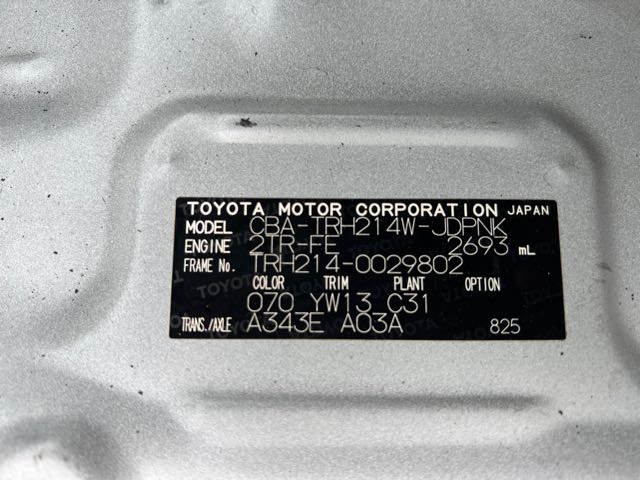 TOYOTA MOTOR CORPORATION JAPAN
MODEL CBA-TRH214W-JDPNK
ENGINE 2TR-FE 2693 mL
FRAME No. TRH214-0029802
COLOR TRIM PLANT OPTION
070 YW13 C31
TRANS./AXLE A343E A03A 825